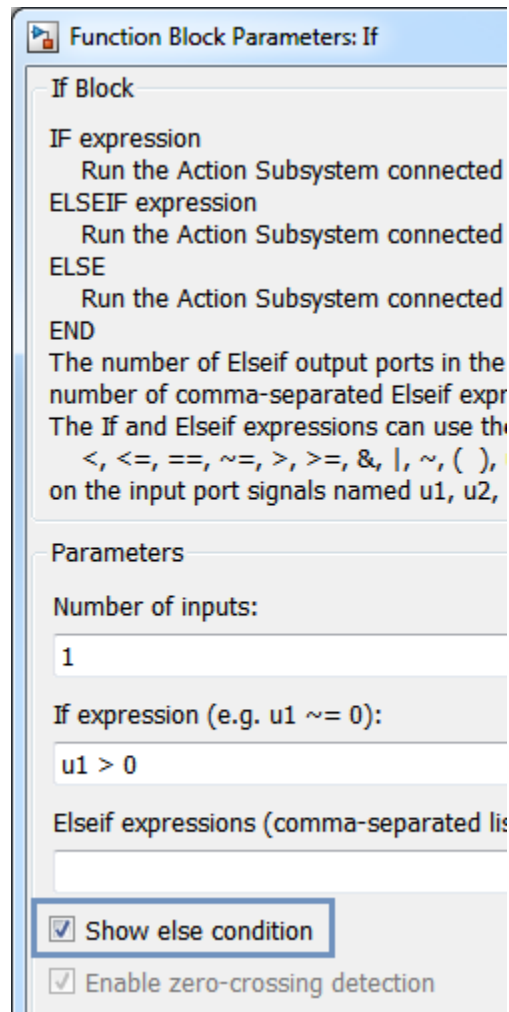 Function Block Parameters: If
If Block
IF expression
Run the Action Subsystem connected
ELSEIF expression
Run the Action Subsystem connected
ELSE
Run the Action Subsystem connected
END
The number of Elseif output ports in the
number of comma-separated Elseif expr
The If and Elseif expressions can use the
<, <=, ==, ~=, >, >=, &, |, ~, ( ),
on the input port signals named u1, u2,
Parameters
Number of inputs:
1
If expression (e.g. u1 ~= 0):
u1 > 0
Elseif expressions (comma-separated lis
Show else condition
Enable zero-crossing detection